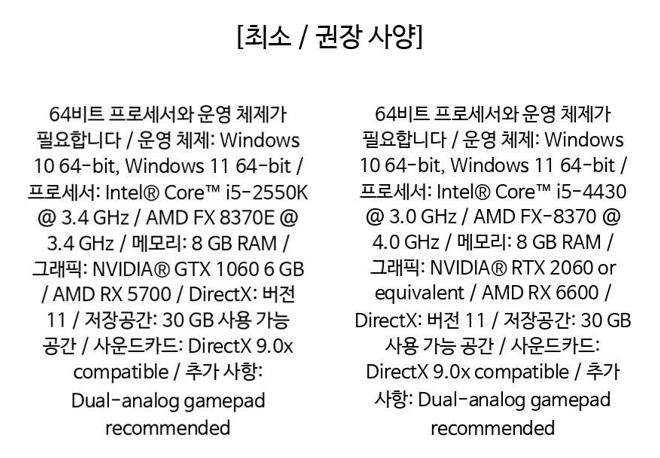 [최소 / 권장 사양]
64비트 프로세서와 운영 체제가
필요합니다 / 운영 체제: Windows
10 64-bit, Windows 11 64-bit /
프로세서: Intel® Core™ i5-2550K
@ 3.4 GHz / AMD FX 8370E @
3.4 GHz / 메모리: 8 GB RAM /
그래픽: NVIDIA® GTX 1060 6 GB
/ AMD RX 5700 / DirectX: 버전
11 / 저장공간: 30 GB 사용 가능
공간 / 사운드카드: DirectX 9.0x
compatible / 추가 사항:
Dual-analog gamepad
recommended
64비트 프로세서와 운영 체제가
필요합니다 / 운영 체제: Windows
10 64-bit, Windows 11 64-bit /
프로세서: Intel® Core™ i5-4430
@ 3.0 GHz / AMD FX-8370 @
4.0 GHz / 메모리: 8 GB RAM /
그래픽: NVIDIA® RTX 2060 or
equivalent / AMD RX 6600 /
DirectX: 버전 11 / 저장공간: 30 GB
사용 가능 공간 / 사운드카드:
DirectX 9.0x compatible / 추가
사항: Dual-analog gamepad
recommended